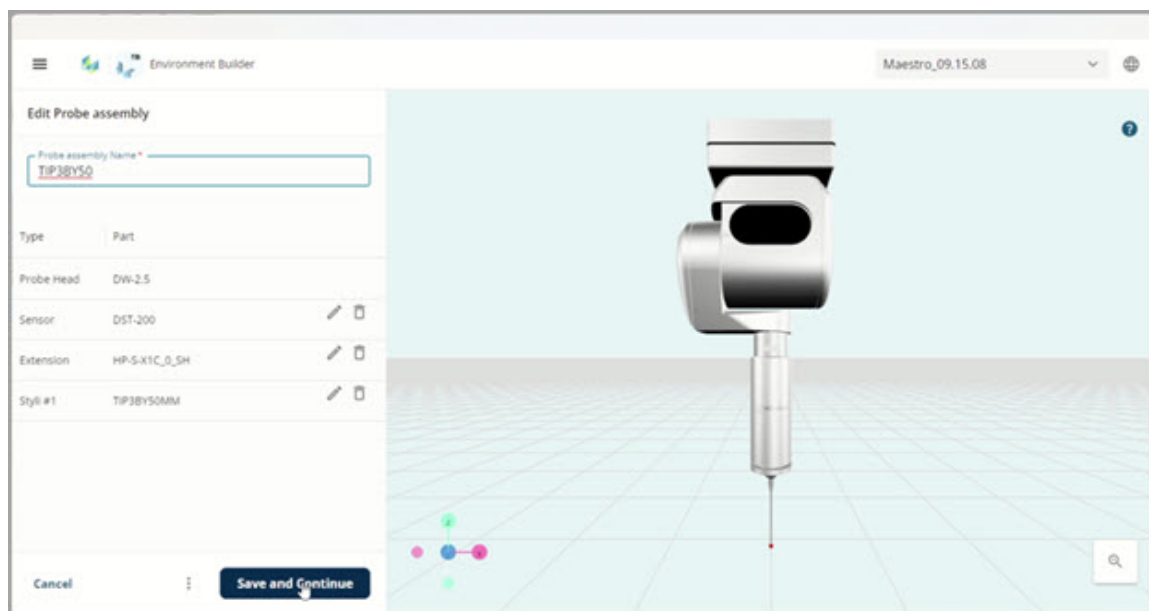 Environment Builder
Maestro_09.15.08
Edit Probe assembly
Probe assembly Name *
TIP3BY50
Type Part
Probe Head DW-2.5
Sensor DST-200
Extension HP-S-X1C_0_SH
Styli #1 TIP3BY50MM
Cancel
Save and Continue
?
Z
X